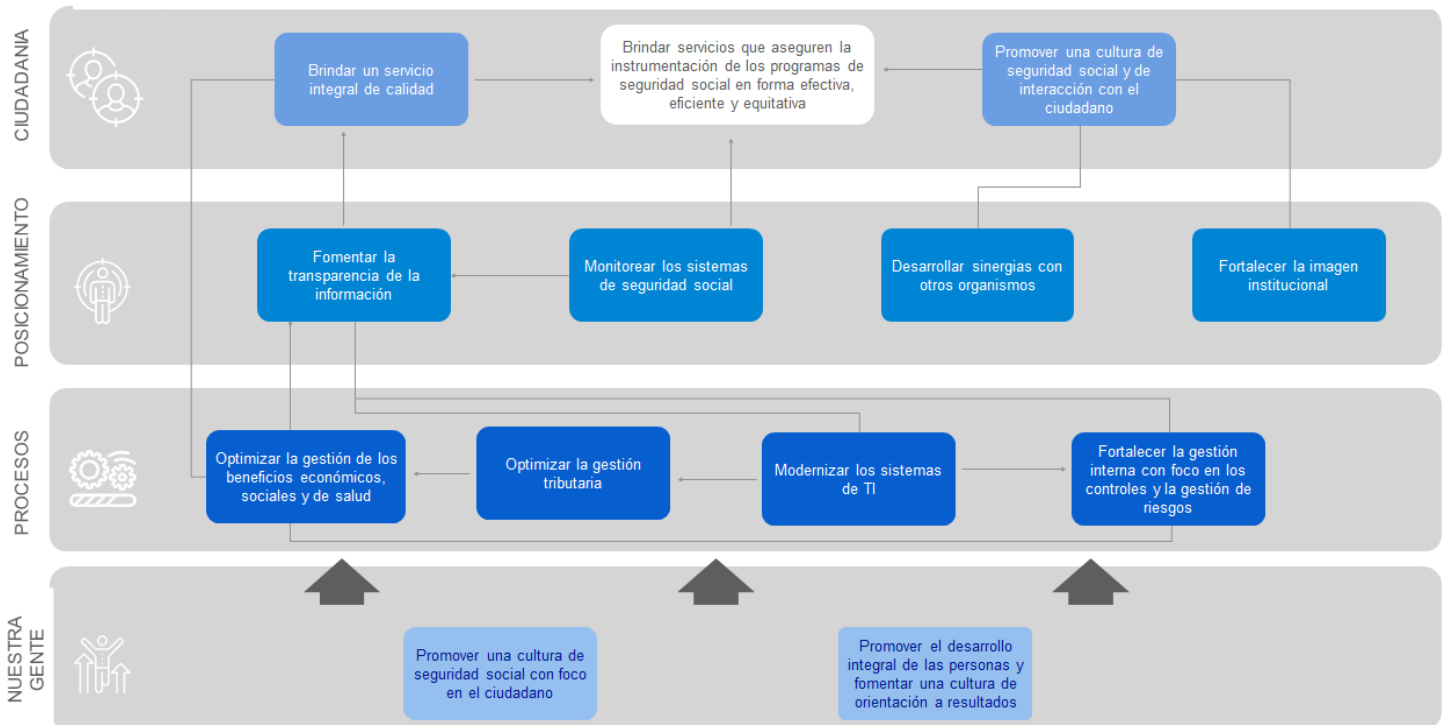 CIUDADANIA
Brindar un servicio
integral de calidad
Brindar servicios que aseguren la
instrumentación de los programas de
seguridad social en forma efectiva,
eficiente y equitativa
Promover una cultura de
seguridad social y de
interacción con el
ciudadano
POSICIONAMIENTO
Fomentar la
transparencia de la
información
Monitorear los sistemas
de seguridad social
Desarrollar sinergias con
otros organismos
Fortalecer la imagen
institucional
PROCESOS
Optimizar la gestión de los
beneficios económicos,
sociales y de salud
Optimizar la gestión
tributaria
Modernizar los sistemas
de TI
Fortalecer la gestión
interna con foco en los
controles y la gestión de
riesgos
NUESTRA
GENTE
Promover una cultura de
seguridad social con foco
en el ciudadano
Promover el desarrollo
integral de las personas y
fomentar una cultura de
orientación a resultados